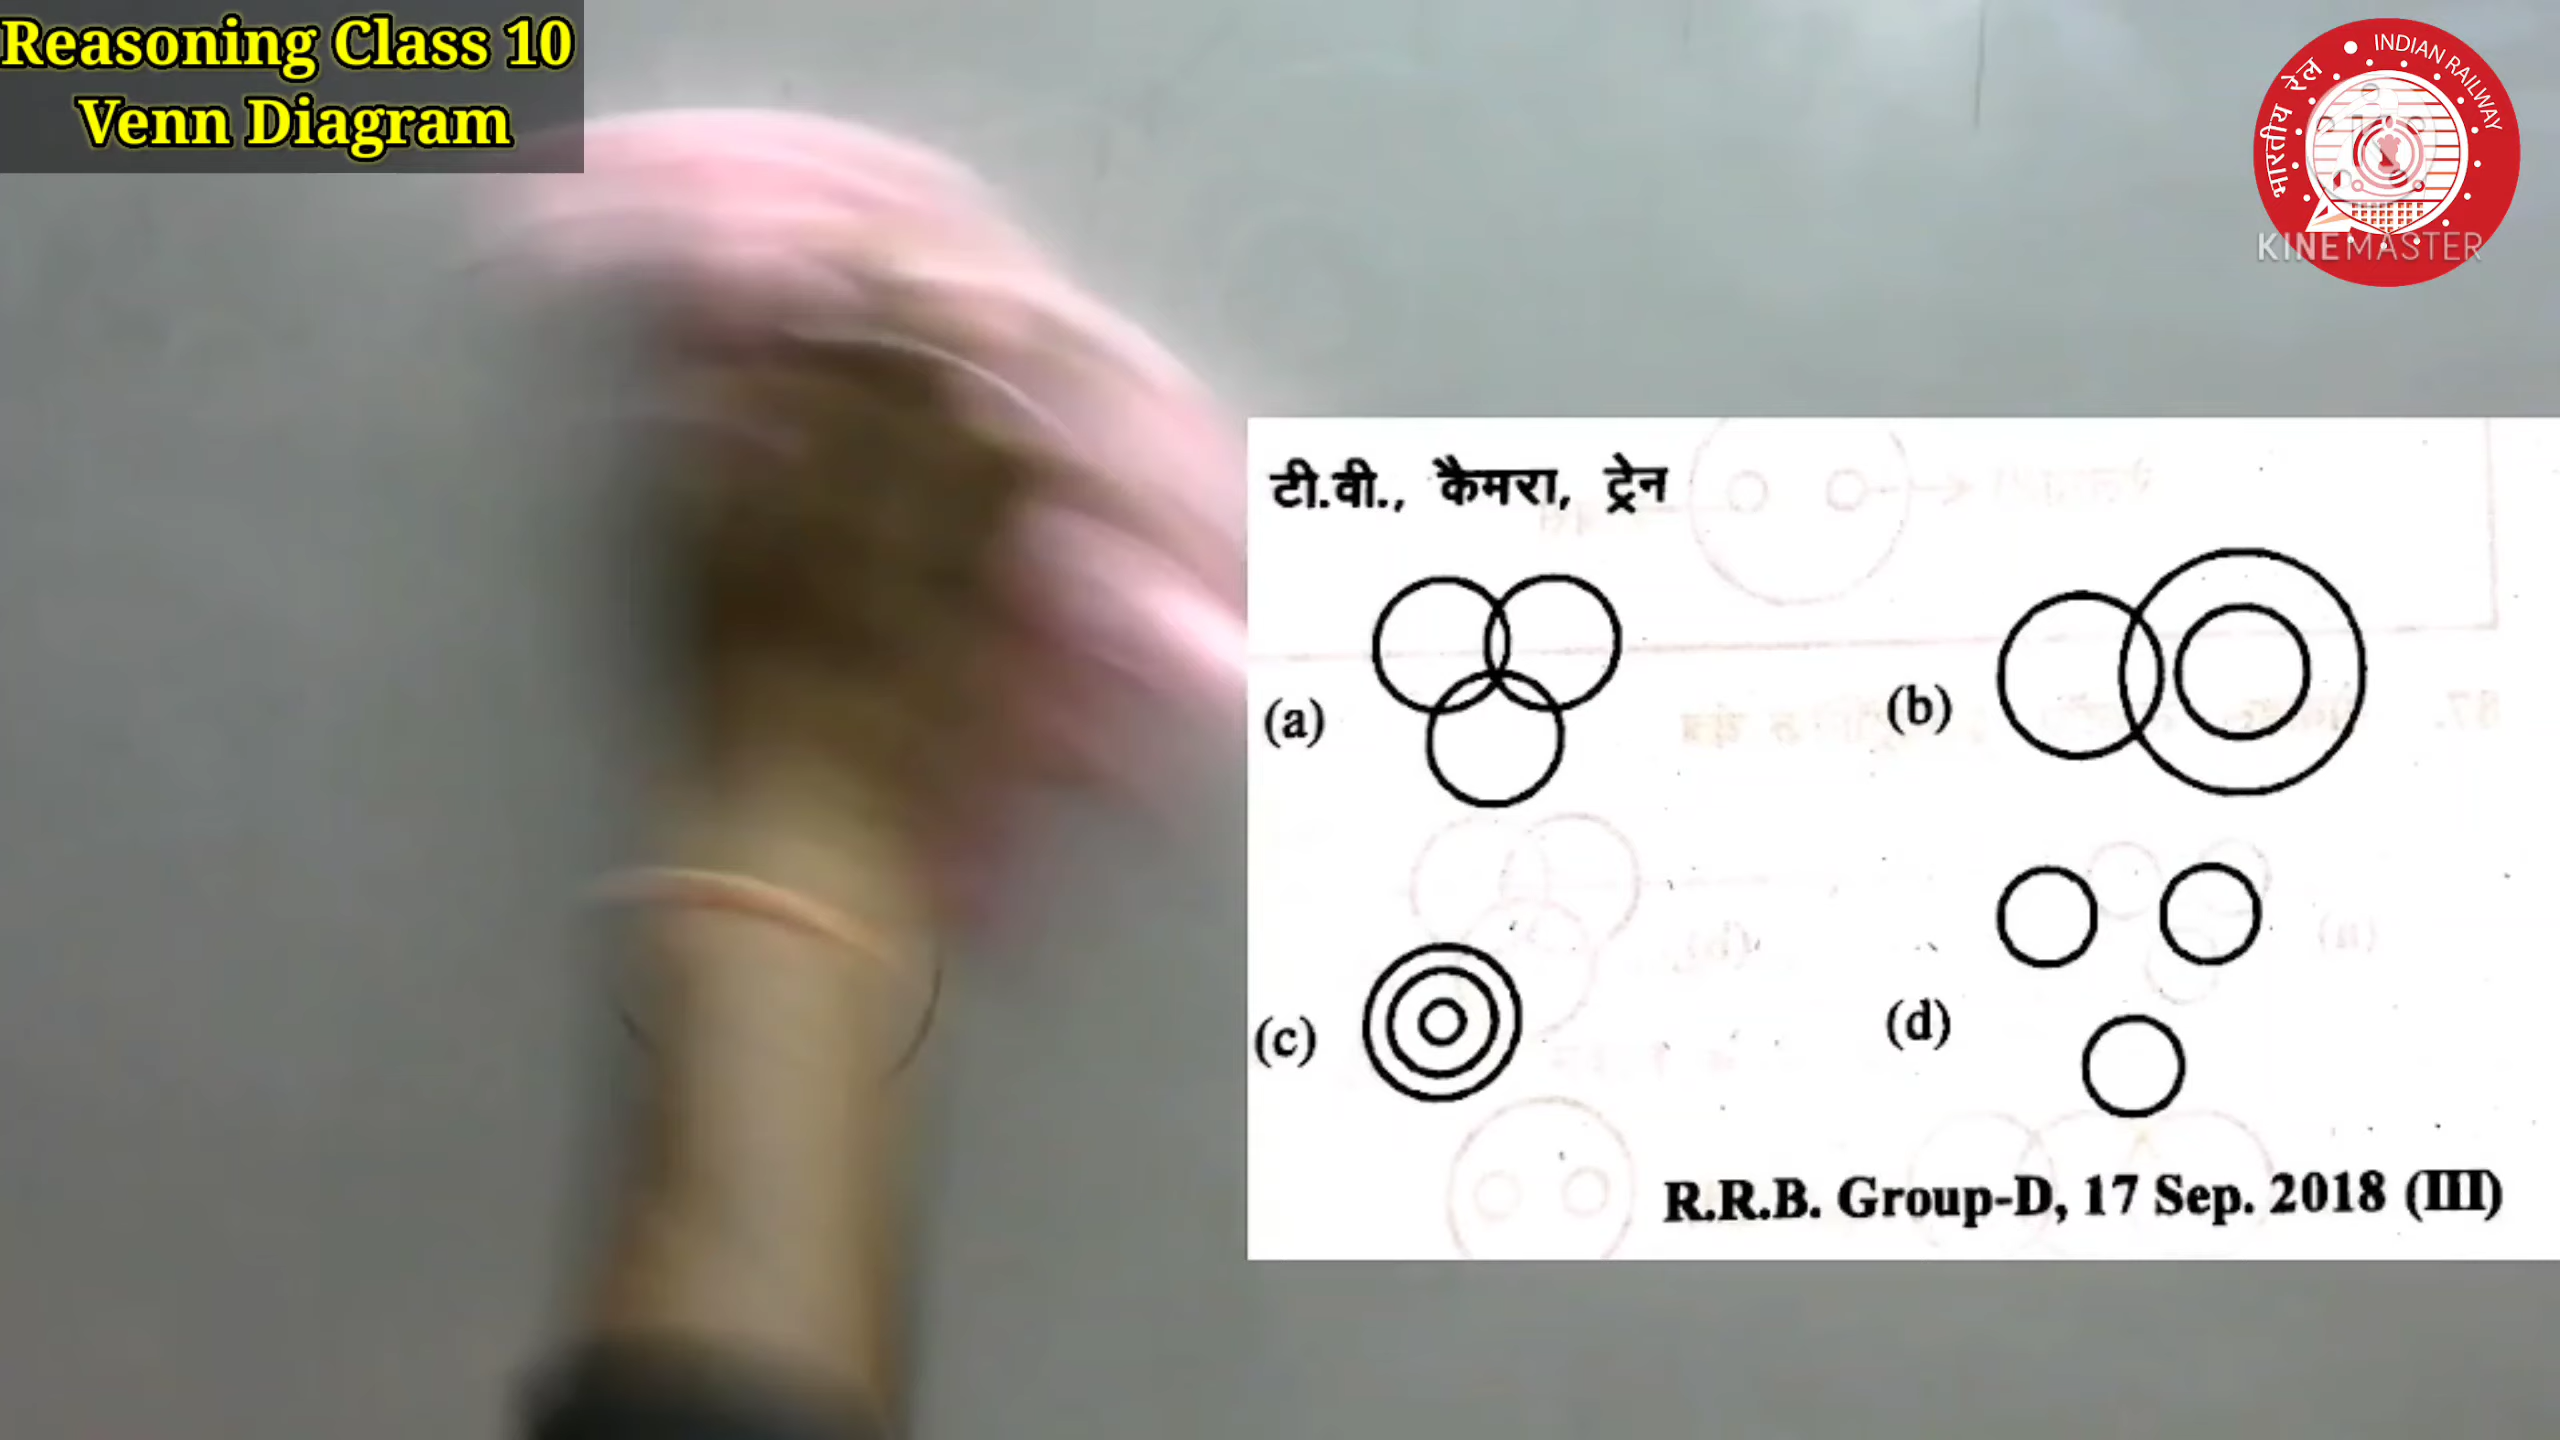 Reasoning Class 10
Venn Diagram
INDIAN RAILWAY
भारतीय रेल
KINEMASTER
टी.वी., कैमरा, ट्रेन
(a)
(b)
(c)
(d)
R.R.B. Group-D, 17 Sep. 2018 (III)